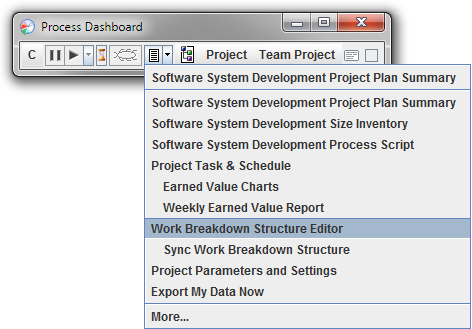 Process Dashboard
C Project Team Project
Software System Development Project Plan Summary
Software System Development Project Plan Summary
Software System Development Size Inventory
Software System Development Process Script
Project Task & Schedule
Earned Value Charts
Weekly Earned Value Report
Work Breakdown Structure Editor
Sync Work Breakdown Structure
Project Parameters and Settings
Export My Data Now
More...